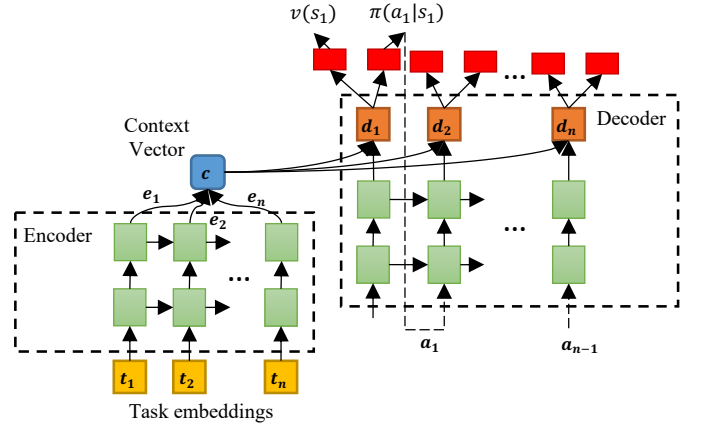 v(s₁) π(a₁|s₁)
...
d₁ d₂ dₙ Decoder
Context
Vector
c
e₁ e₂ eₙ
Encoder
...
...
t₁ t₂ tₙ
a₁ aₙ₋₁
Task embeddings